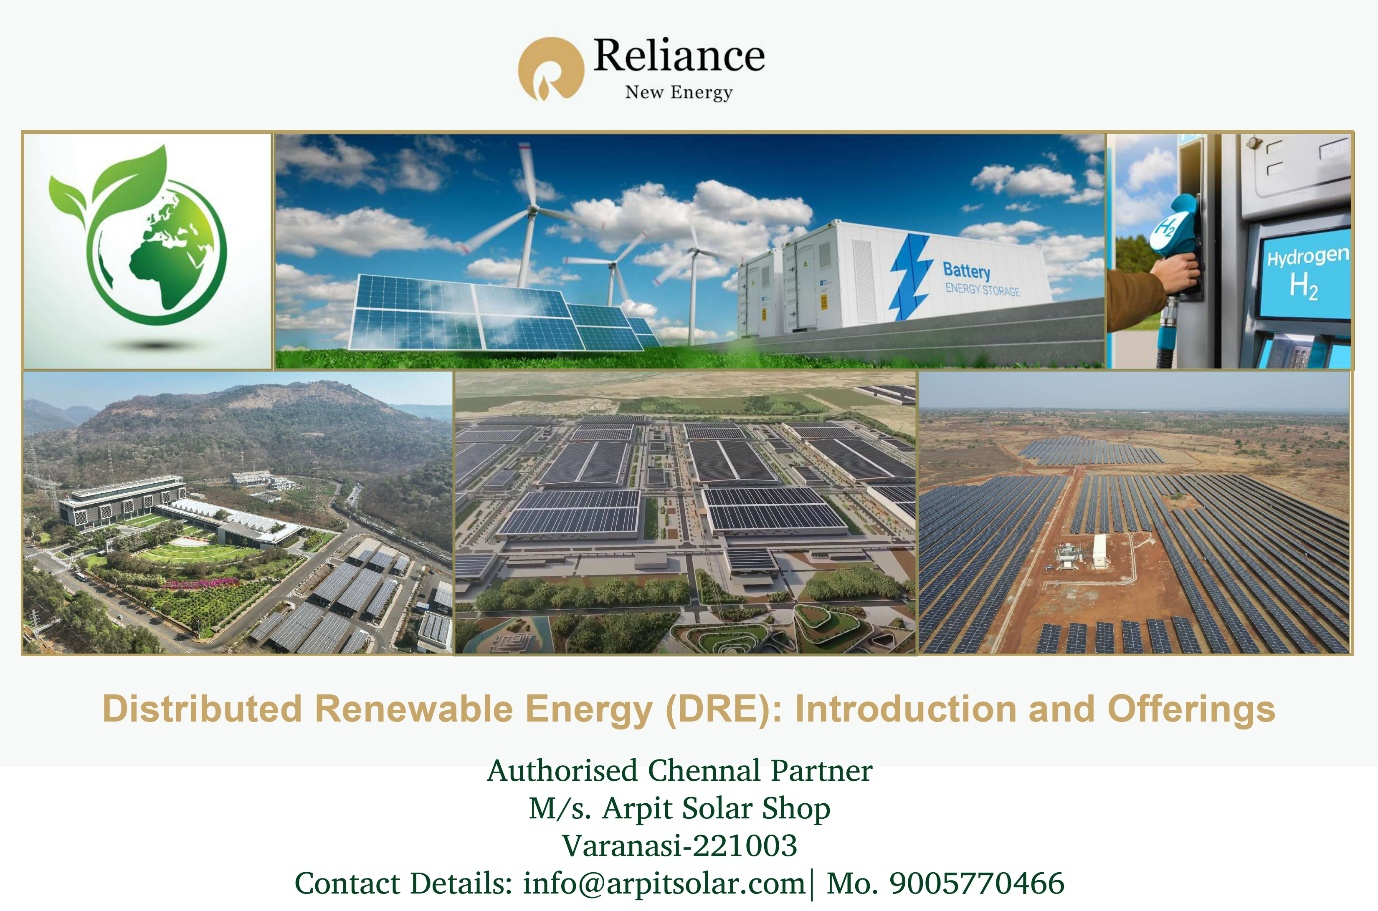 Reliance
New Energy
Battery
ENERGY STORAGE
H2
Hydrogen
H2
Distributed Renewable Energy (DRE): Introduction and Offerings
Authorised Chennal Partner
M/s. Arpit Solar Shop
Varanasi-221003
Contact Details: info@arpitsolar.com| Mo. 9005770466